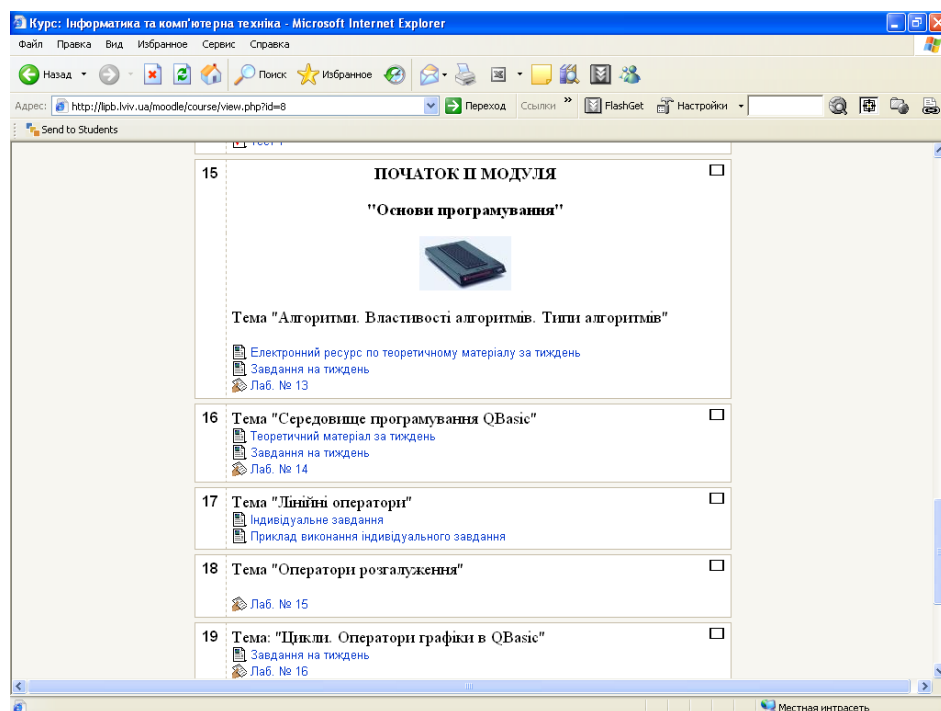 Курс: Інформатика та комп'ютерна техніка - Microsoft Internet Explorer
Файл Правка Вид Избранное Сервис Справка
Назад Поиск Избранное
Адрес: http://lipb.lviv.ua/moodle/course/view.php?id=8 Переход Ссылки » FlashGet Настройки
Send to Students
15 ПОЧАТОК ІІ МОДУЛЯ
"Основи програмування"
Тема "Алгоритми. Властивості алгоритмів. Типи алгоритмів"
Електронний ресурс по теоретичному матеріалу за тиждень
Завдання на тиждень
Лаб. № 13
16 Тема "Середовище програмування QBasic"
Теоретичний матеріал за тиждень
Завдання на тиждень
Лаб. № 14
17 Тема "Лінійні оператори"
Індивідуальне завдання
Приклад виконання індивідуального завдання
18 Тема "Оператори розгалуження"
Лаб. № 15
19 Тема: "Цикли. Оператори графіки в QBasic"
Завдання на тиждень
Лаб. № 16
Местная интрасеть